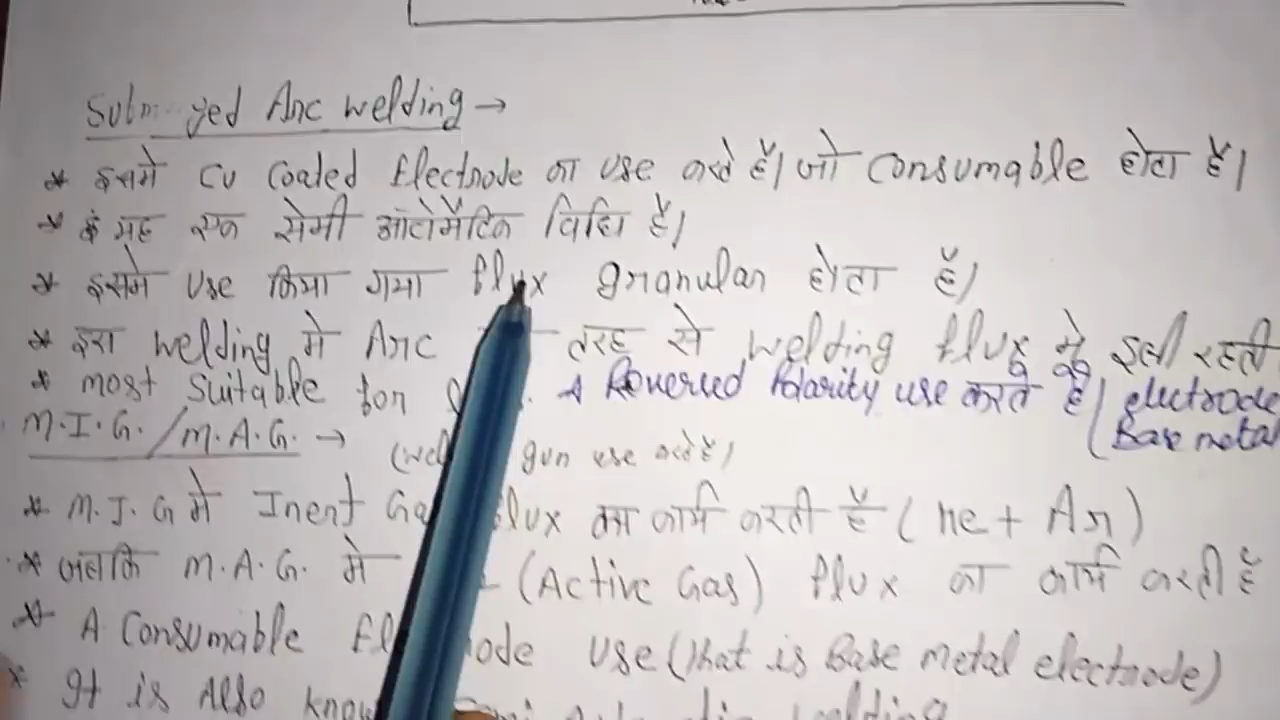 Submerged Arc welding →
* इसमे Cu Coated Electrode का use करते हैं। जो Consumable होता है।
* यह एक सेमी ऑटोमैटिक विधि है।
* इसमे use किया गया flux granular होता है।
* इस welding मे Arc तरह से welding flux मे डूबी रहती
* most suitable for A Reversed Polarity use करते है। electrode
Base metal
M.I.G. / M.A.G. →
gun use करते है।
* M.I.G मे Inert Gas flux का कार्य करती है (He + Ar)
* जबकि M.A.G. मे (Active Gas) flux का कार्य करती है
* A Consumable Electrode use (that is Base metal electrode)
* It is Also know welding